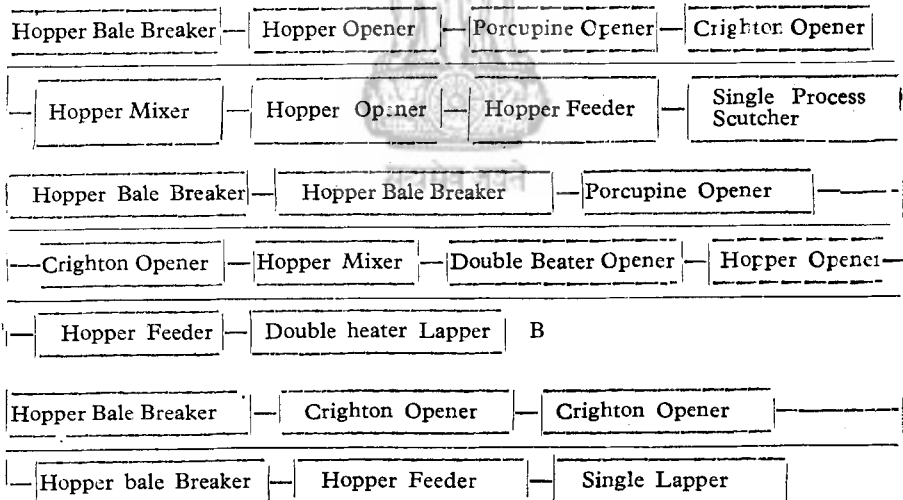 Hopper Bale Breaker Hopper Opener Porcupine Opener Crighton Opener
Hopper Mixer Hopper Opener Hopper Feeder Single Process Scutcher
Hopper Bale Breaker Hopper Bale Breaker Porcupine Opener
Crighton Opener Hopper Mixer Double Beater Opener Hopper Opener
Hopper Feeder Double heater Lapper B
Hopper Bale Breaker Crighton Opener Crighton Opener
Hopper bale Breaker Hopper Feeder Single Lapper